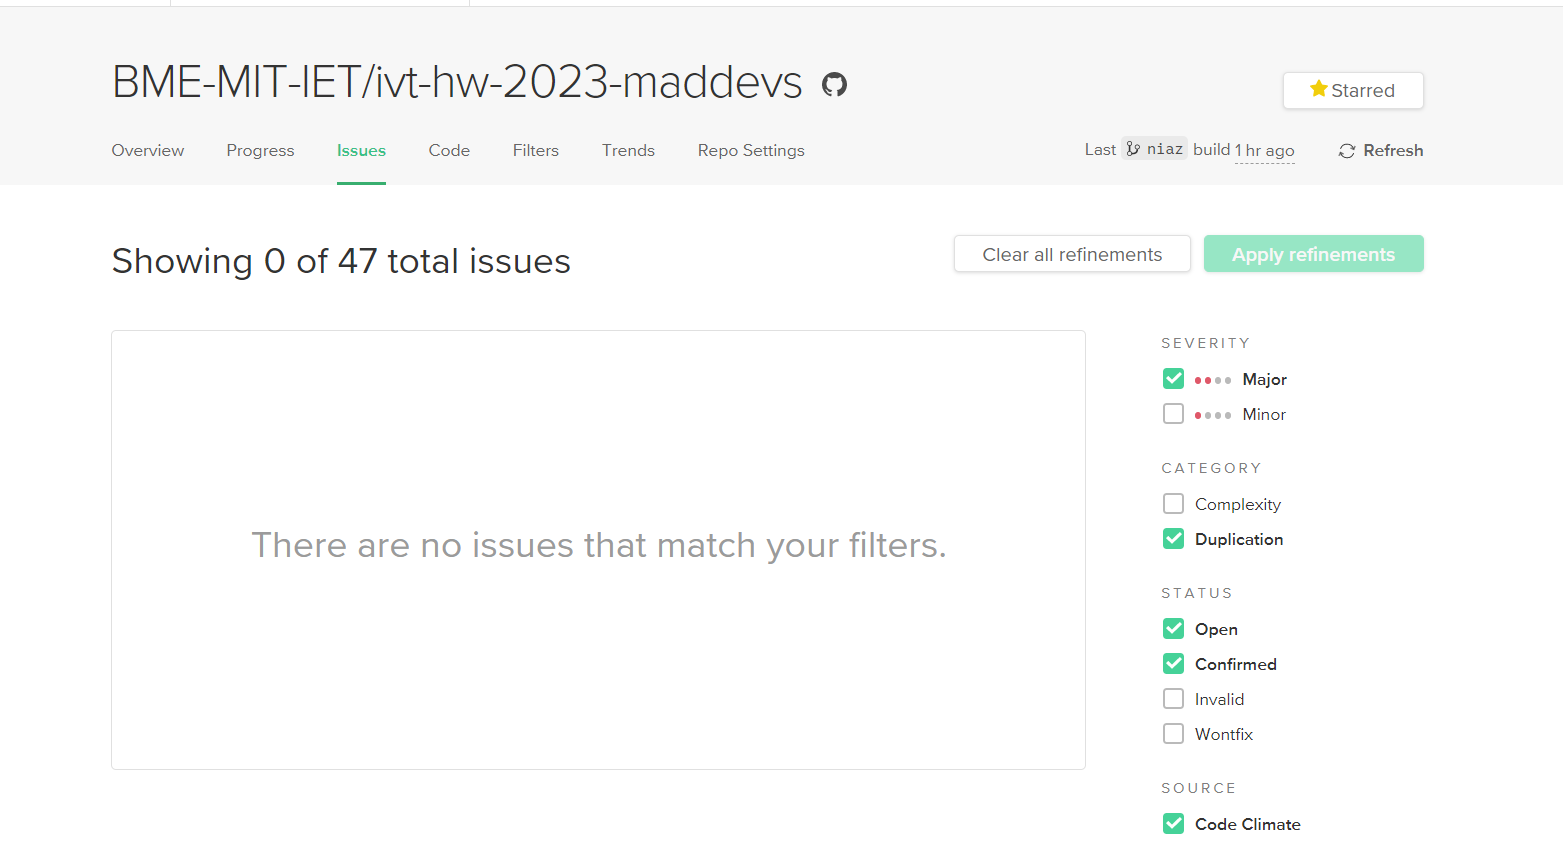 BME-MIT-IET/ivt-hw-2023-maddevs
Starred
Overview Progress Issues Code Filters Trends Repo Settings
Last niaz build 1 hr ago Refresh
Showing 0 of 47 total issues
Clear all refinements
Apply refinements
There are no issues that match your filters.
SEVERITY
Major
Minor
CATEGORY
Complexity
Duplication
STATUS
Open
Confirmed
Invalid
Wontfix
SOURCE
Code Climate